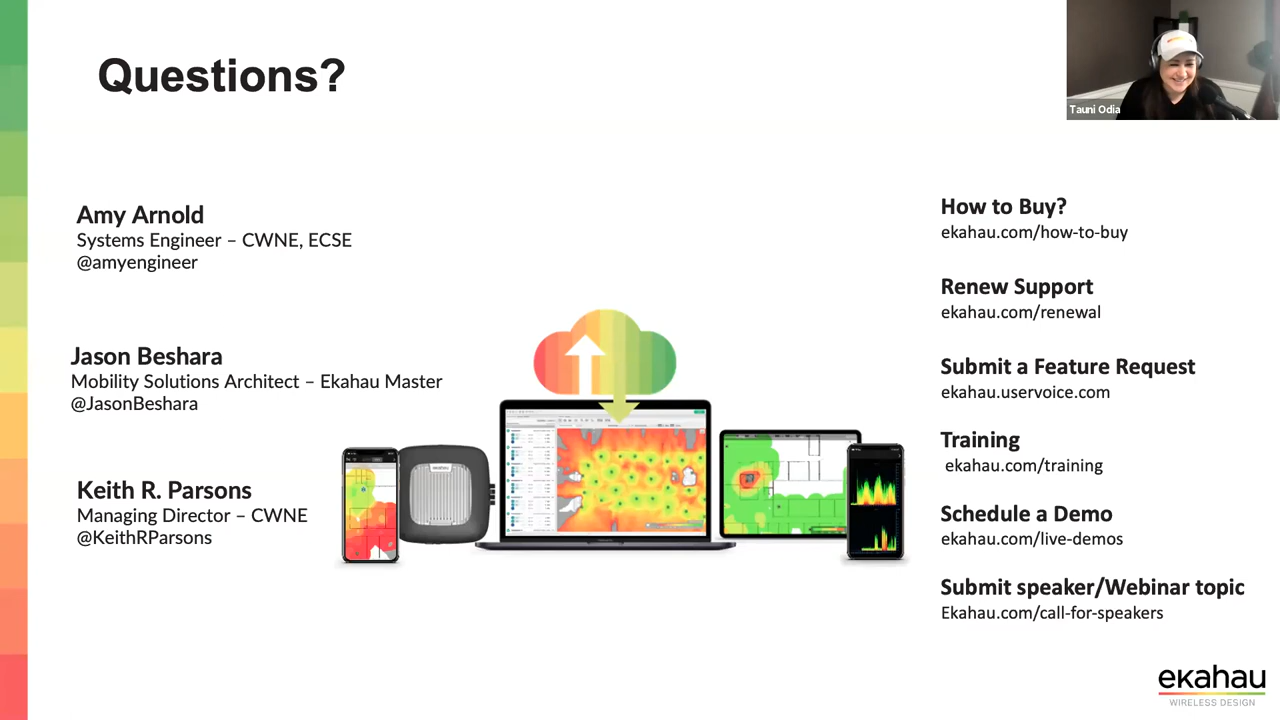 Questions?
Tauni Odia
Amy Arnold
Systems Engineer – CWNE, ECSE
@amyengineer
Jason Beshara
Mobility Solutions Architect – Ekahau Master
@JasonBeshara
Keith R. Parsons
Managing Director – CWNE
@KeithRParsons
How to Buy?
ekahau.com/how-to-buy
Renew Support
ekahau.com/renewal
Submit a Feature Request
ekahau.uservoice.com
Training
ekahau.com/training
Schedule a Demo
ekahau.com/live-demos
Submit speaker/Webinar topic
Ekahau.com/call-for-speakers
ekahau
WIRELESS DESIGN